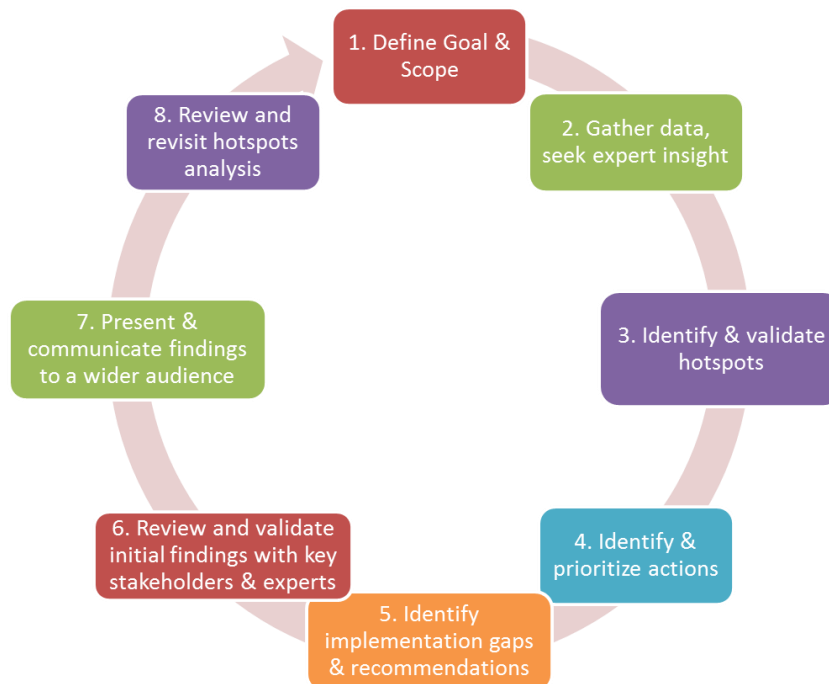 1. Define Goal &
Scope
2. Gather data,
seek expert insight
3. Identify & validate
hotspots
4. Identify &
prioritize actions
5. Identify
implementation gaps
& recommendations
6. Review and validate
initial findings with key
stakeholders & experts
7. Present &
communicate findings
to a wider audience
8. Review and
revisit hotspots
analysis